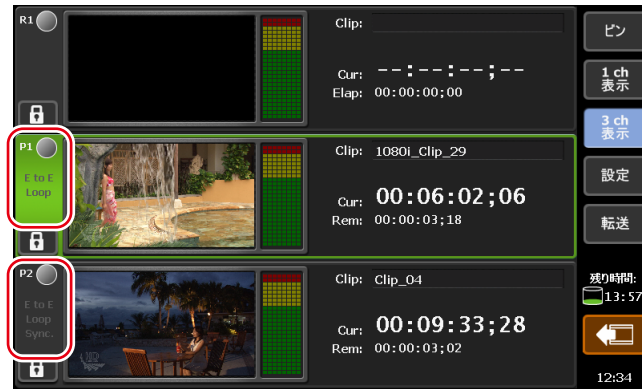 R1
Clip:
Cur: --:--:--;--
Elap: 00:00:00;00
P1
E to E
Loop
Clip: 1080i_Clip_29
Cur: 00:06:02;06
Rem: 00:00:03;18
P2
E to E
Loop
Sync.
Clip: Clip_04
Cur: 00:09:33;28
Rem: 00:00:03;02
ビン
1 ch
表示
3 ch
表示
設定
転送
残り時間:
13:57
12:34